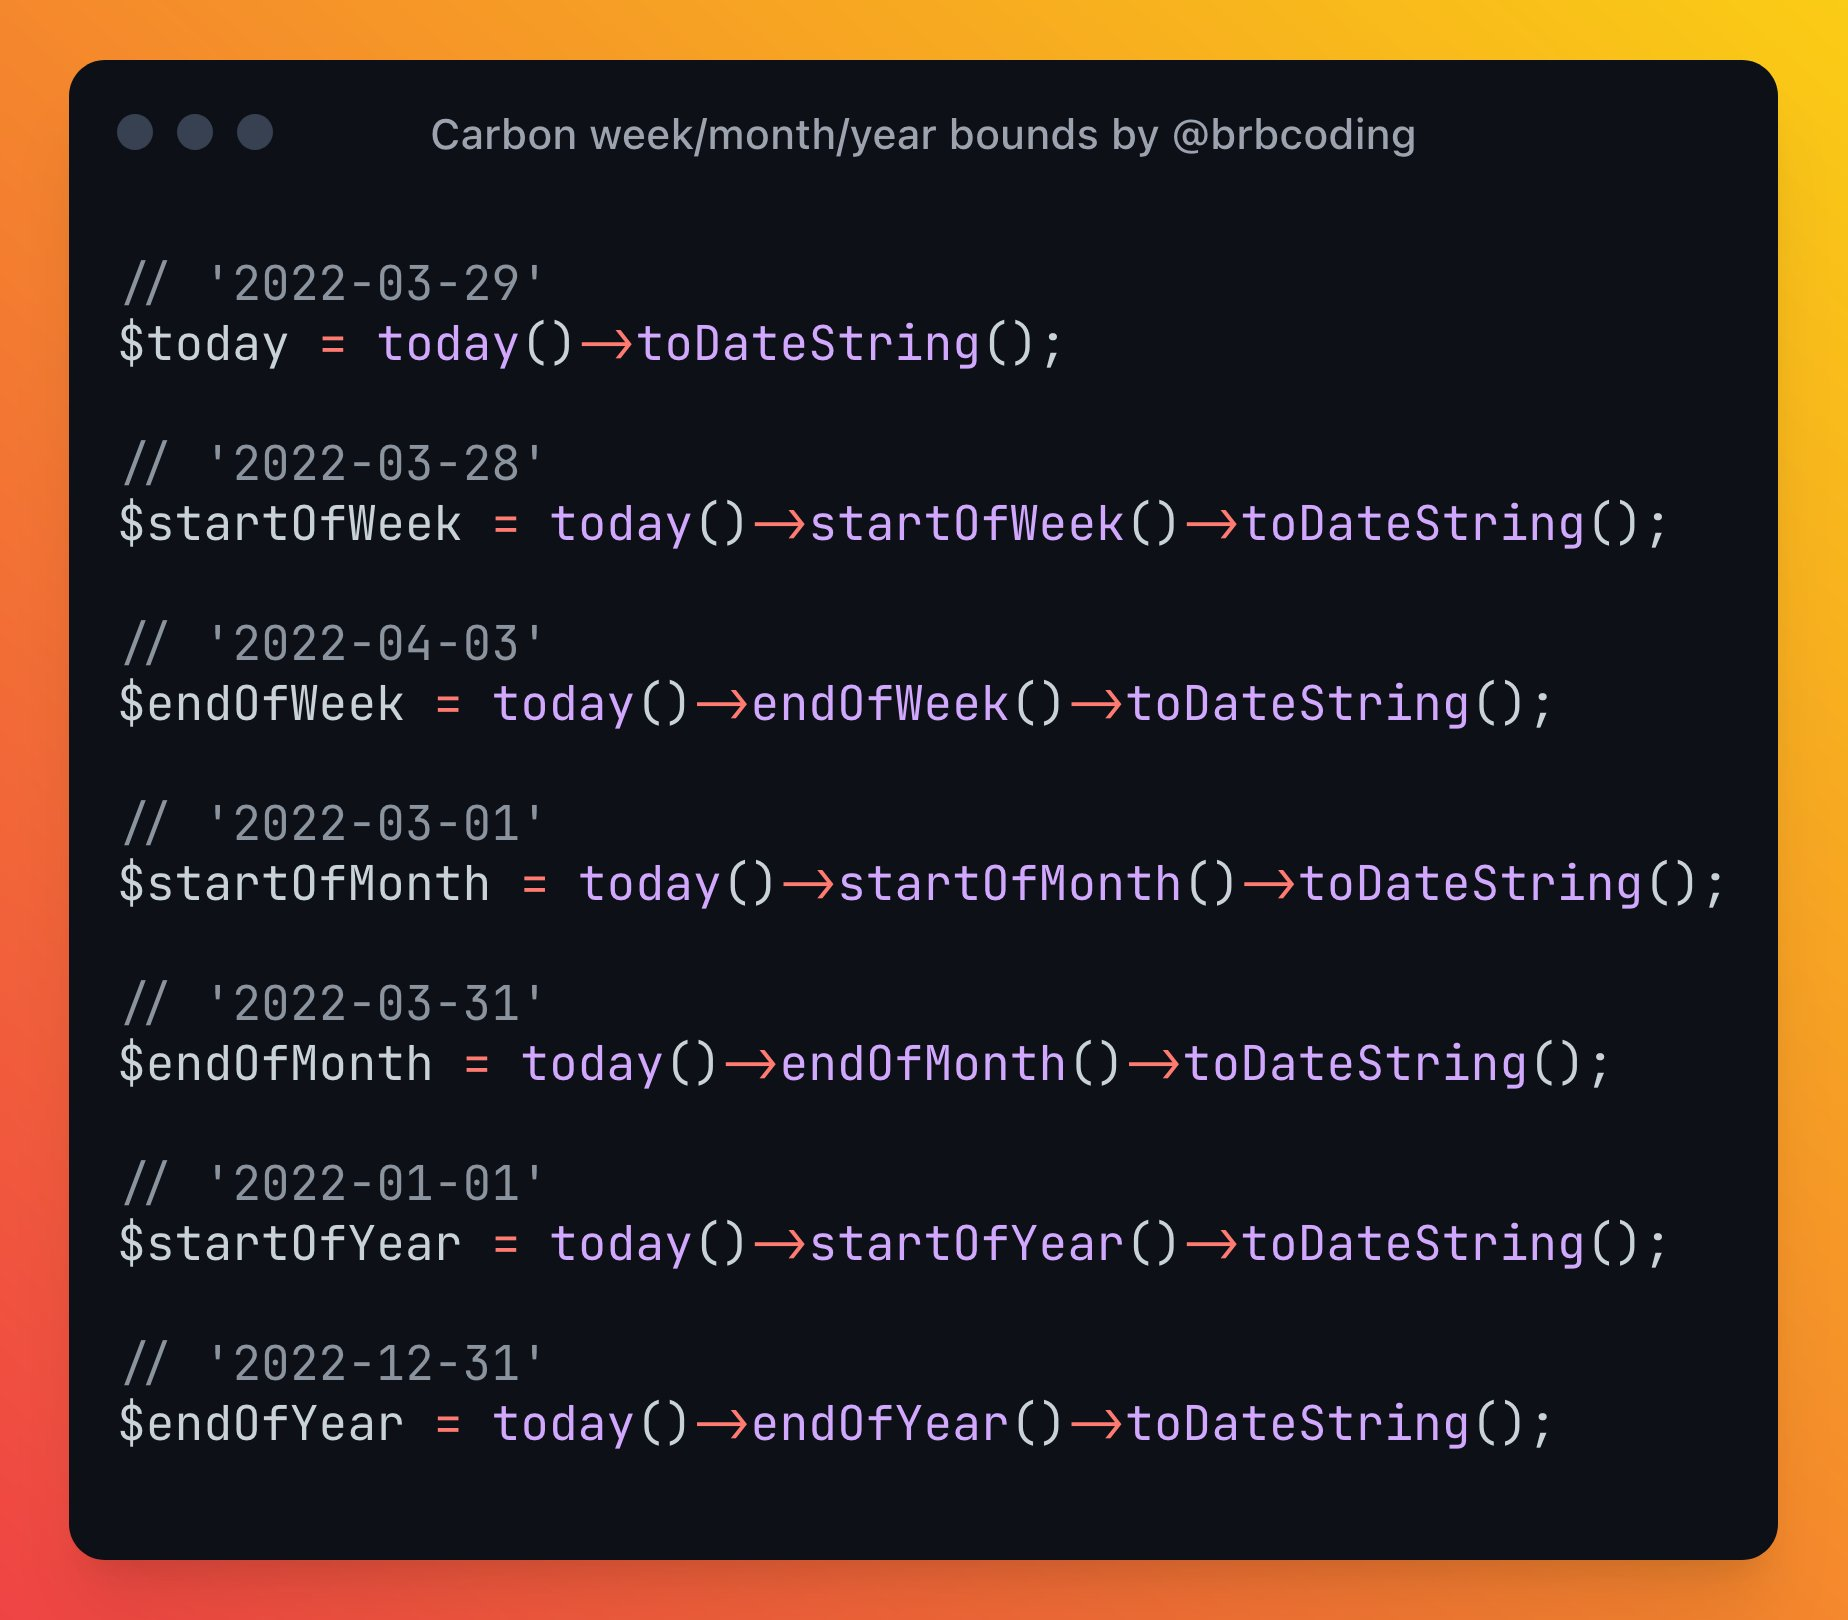 Carbon week/month/year bounds by @brbcoding
// '2022-03-29'
$today = today()->toDateString();
// '2022-03-28'
$startOfWeek = today()->startOfWeek()->toDateString();
// '2022-04-03'
$endOfWeek = today()->endOfWeek()->toDateString();
// '2022-03-01'
$startOfMonth = today()->startOfMonth()->toDateString();
// '2022-03-31'
$endOfMonth = today()->endOfMonth()->toDateString();
// '2022-01-01'
$startOfYear = today()->startOfYear()->toDateString();
// '2022-12-31'
$endOfYear = today()->endOfYear()->toDateString();